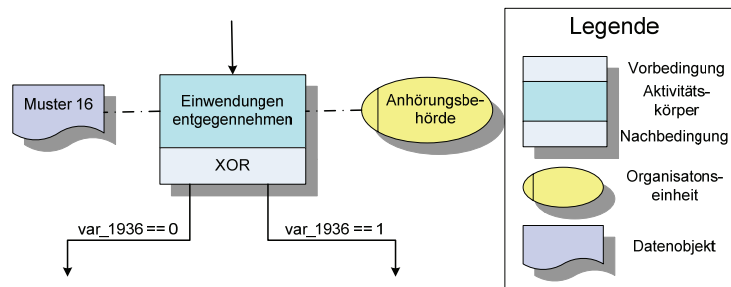 Muster 16
Einwendungen
entgegennehmen
XOR
Anhörungsbe-
hörde
var_1936 == 0
var_1936 == 1
Legende
Vorbedingung
Aktivitäts-
körper
Nachbedingung
Organisatons-
einheit
Datenobjekt